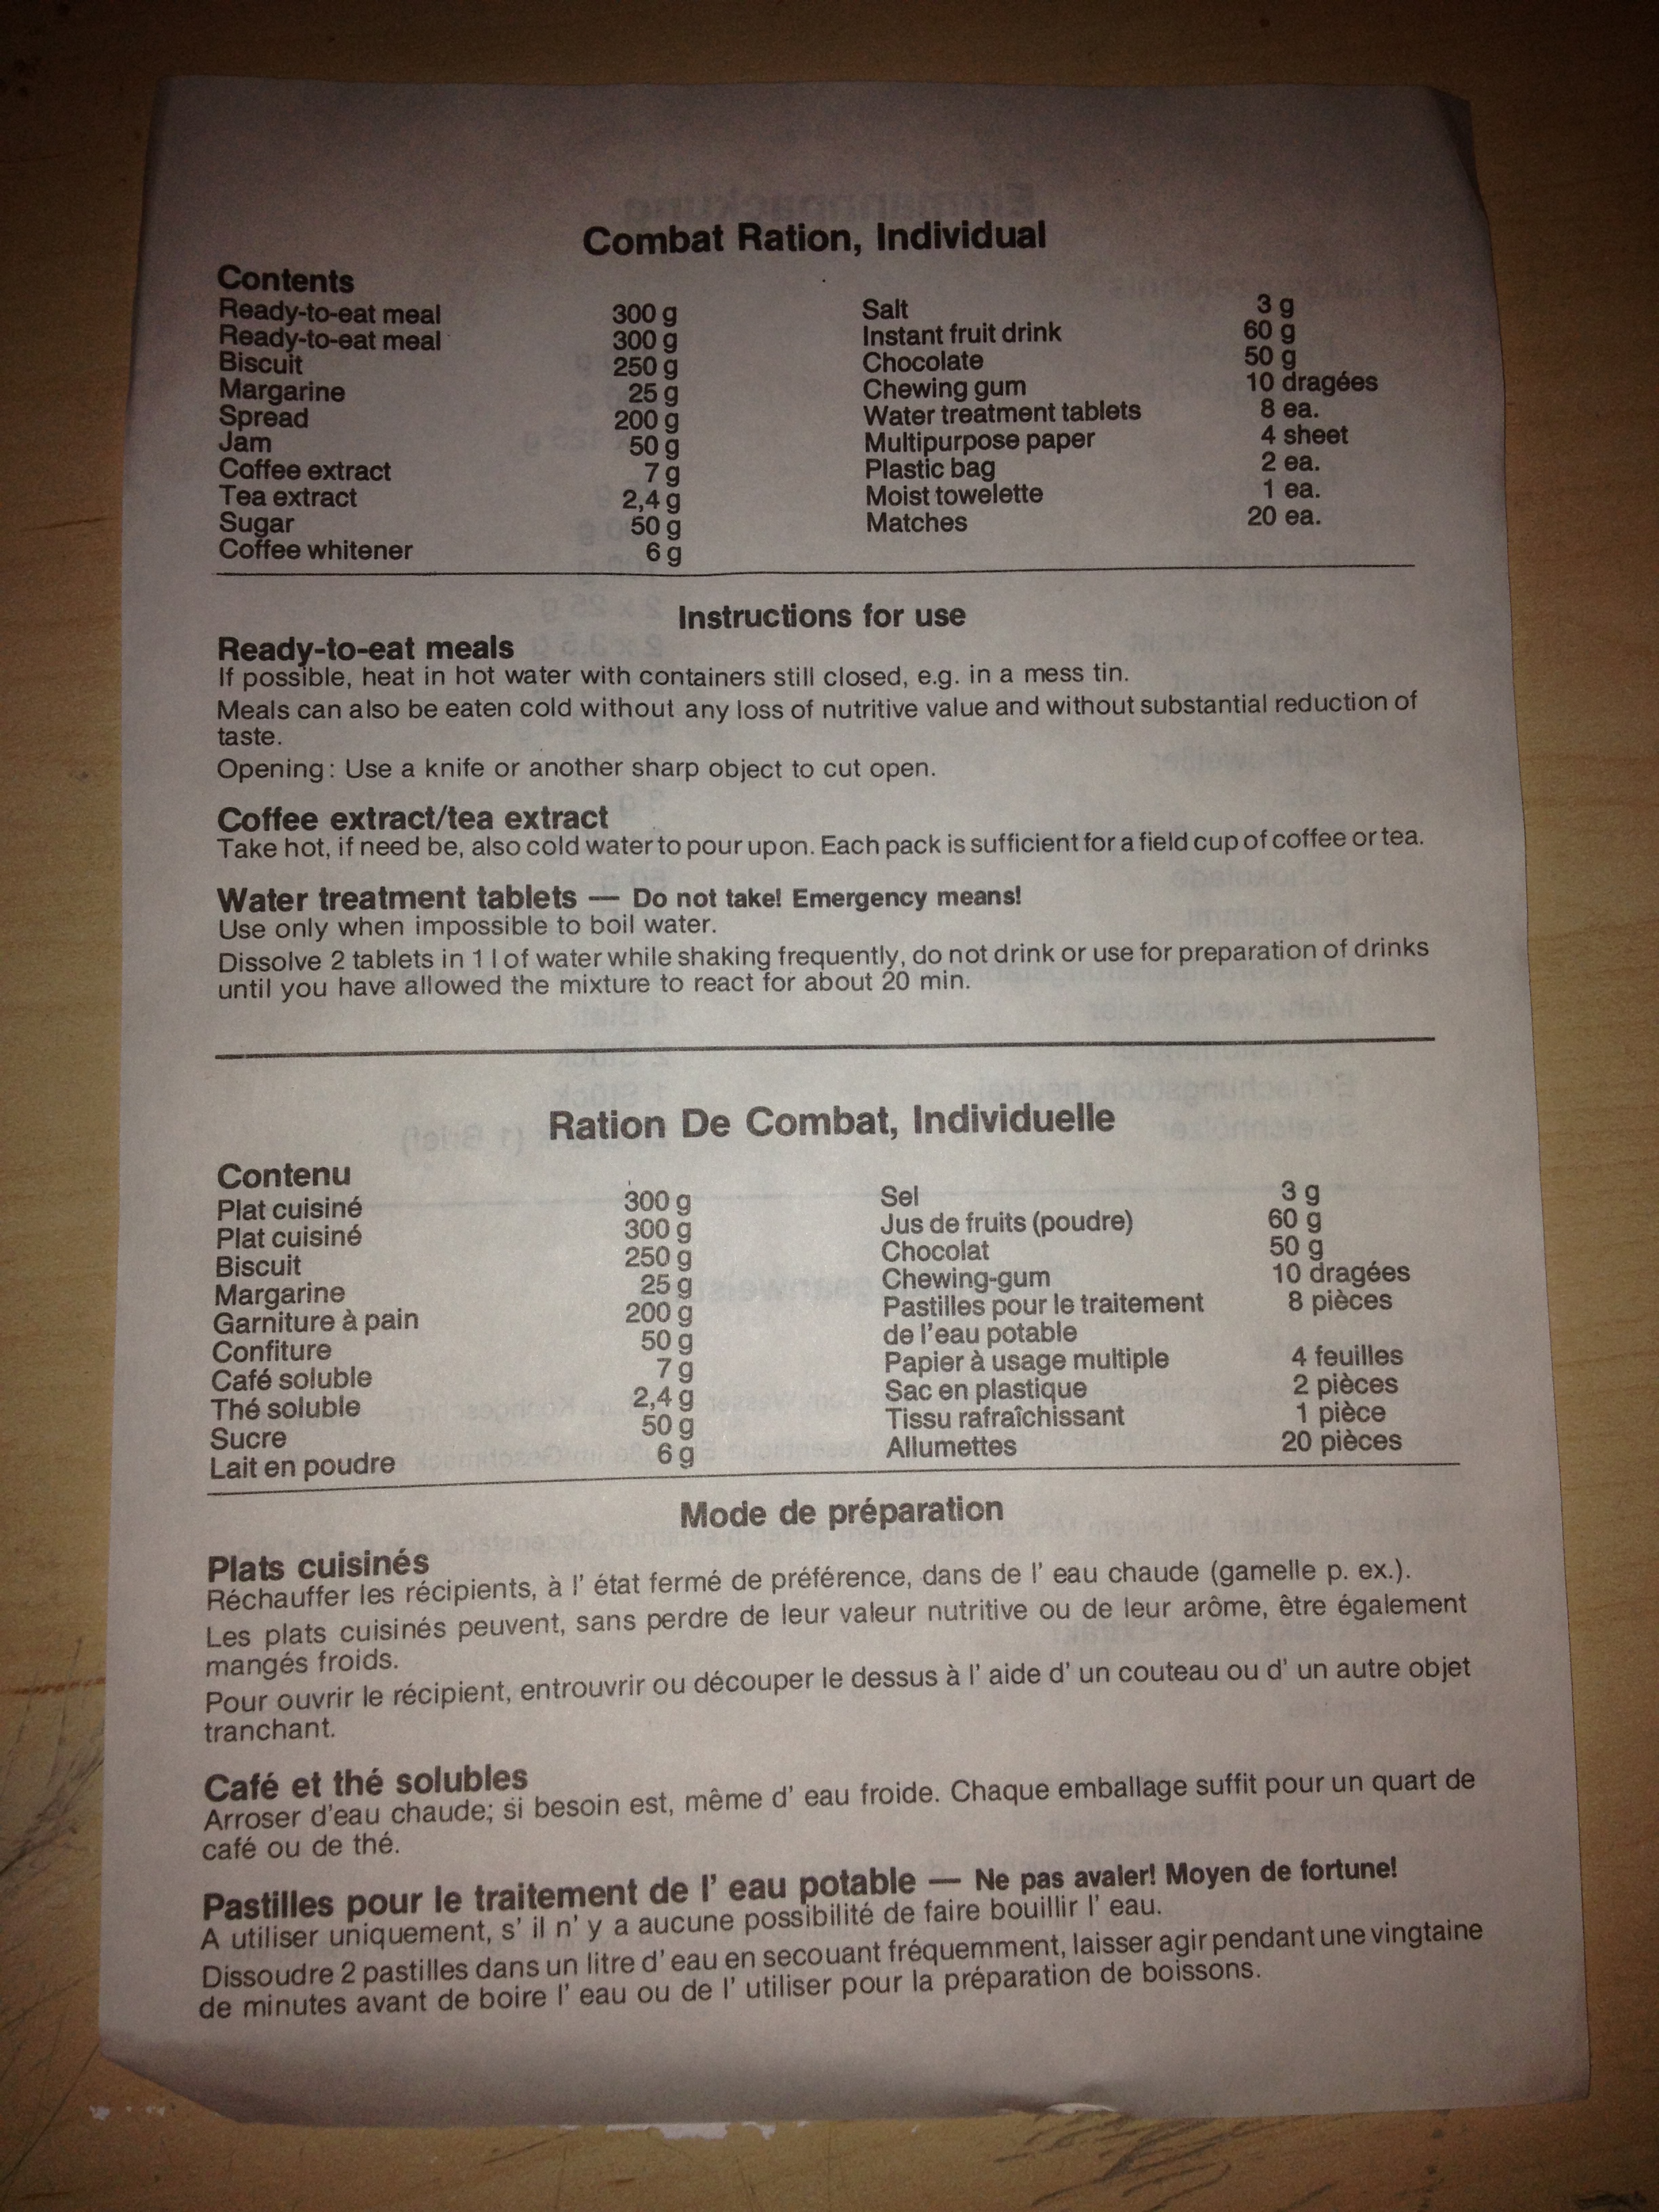 Combat Ration, Individual
Contents
Ready-to-eat meal 300 g Salt 3 g
Ready-to-eat meal 300 g Instant fruit drink 60 g
Biscuit 250 g Chocolate 50 g
Margarine 25 g Chewing gum 10 dragées
Spread 200 g Water treatment tablets 8 ea.
Jam 50 g Multipurpose paper 4 sheet
Coffee extract 7 g Plastic bag 2 ea.
Tea extract 2,4 g Moist towelette 1 ea.
Sugar 50 g Matches 20 ea.
Coffee whitener 6 g
Instructions for use
Ready-to-eat meals
If possible, heat in hot water with containers still closed, e.g. in a mess tin.
Meals can also be eaten cold without any loss of nutritive value and without substantial reduction of
taste.
Opening: Use a knife or another sharp object to cut open.
Coffee extract/tea extract
Take hot, if need be, also cold water to pour upon. Each pack is sufficient for a field cup of coffee or tea.
Water treatment tablets — Do not take! Emergency means!
Use only when impossible to boil water.
Dissolve 2 tablets in 1 l of water while shaking frequently, do not drink or use for preparation of drinks
until you have allowed the mixture to react for about 20 min.
Ration De Combat, Individuelle
Contenu
Plat cuisiné 300 g Sel 3 g
Plat cuisiné 300 g Jus de fruits (poudre) 60 g
Biscuit 250 g Chocolat 50 g
Margarine 25 g Chewing-gum 10 dragées
Garniture à pain 200 g Pastilles pour le traitement 8 pièces
Confiture 50 g de l'eau potable
Café soluble 7 g Papier à usage multiple 4 feuilles
Thé soluble 2,4 g Sac en plastique 2 pièces
Sucre 50 g Tissu rafraîchissant 1 pièce
Lait en poudre 6 g Allumettes 20 pièces
Mode de préparation
Plats cuisinés
Réchauffer les récipients, à l' état fermé de préférence, dans de l' eau chaude (gamelle p. ex.).
Les plats cuisinés peuvent, sans perdre de leur valeur nutritive ou de leur arôme, être également
mangés froids.
Pour ouvrir le récipient, entrouvrir ou découper le dessus à l' aide d' un couteau ou d' un autre objet
tranchant.
Café et thé solubles
Arroser d'eau chaude; si besoin est, même d' eau froide. Chaque emballage suffit pour un quart de
café ou de thé.
Pastilles pour le traitement de l' eau potable — Ne pas avaler! Moyen de fortune!
A utiliser uniquement, s' il n' y a aucune possibilité de faire bouillir l' eau.
Dissoudre 2 pastilles dans un litre d' eau en secouant fréquemment, laisser agir pendant une vingtaine
de minutes avant de boire l' eau ou de l' utiliser pour la préparation de boissons.